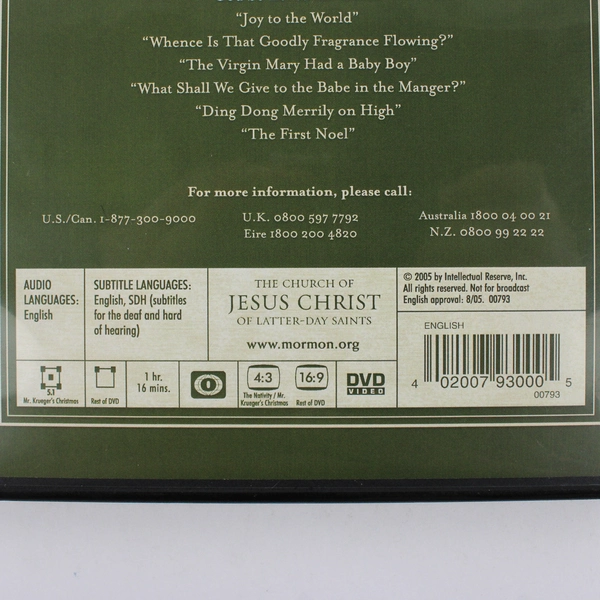 "Joy to the World"
"Whence Is That Goodly Fragrance Flowing?"
"The Virgin Mary Had a Baby Boy"
"What Shall We Give to the Babe in the Manger?"
"Ding Dong Merrily on High"
"The First Noel"
For more information, please call:
U.S./Can. 1-877-300-9000
U.K. 0800 597 7792
Eire 1800 200 4820
Australia 1800 04 00 21
N.Z. 0800 99 22 22
AUDIO
LANGUAGES:
English
SUBTITLE LANGUAGES:
English, SDH (subtitles
for the deaf and hard
of hearing)
THE CHURCH OF
JESUS CHRIST
OF LATTER-DAY SAINTS
www.mormon.org
© 2005 by Intellectual Reserve, Inc.
All rights reserved. Not for broadcast
English approval: 8/05. 00793
ENGLISH
4 02007 93000 5
00793
5.1
Mr. Krueger's Christmas
Rest of DVD
1 hr.
16 mins.
4:3
The Nativity / Mr.
Krueger's Christmas
16:9
Rest of DVD
DVD
VIDEO